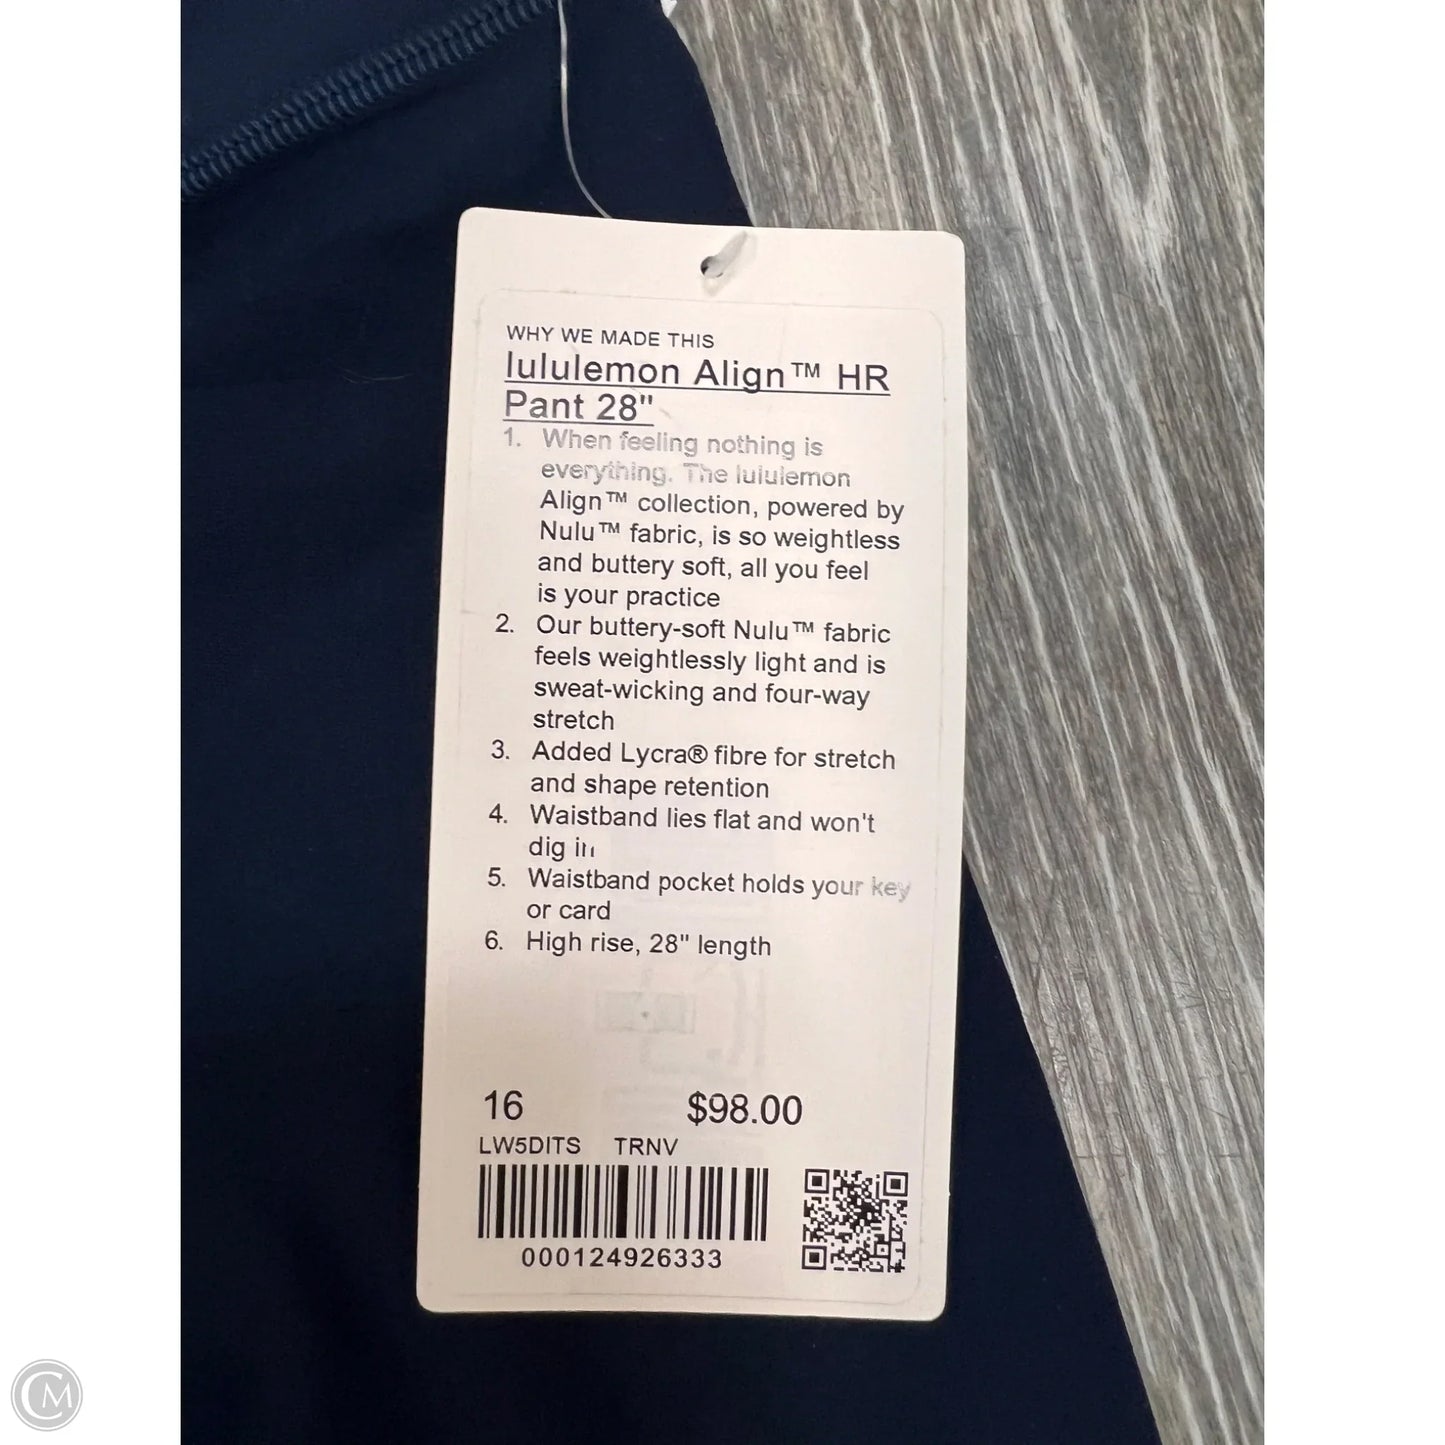 WHY WE MADE THIS
lululemon Align™ HR
Pant 28"
1. When feeling nothing is
everything. The lululemon
Align™ collection, powered by
Nulu™ fabric, is so weightless
and buttery soft, all you feel
is your practice
2. Our buttery-soft Nulu™ fabric
feels weightlessly light and is
sweat-wicking and four-way
stretch
3. Added Lycra® fibre for stretch
and shape retention
4. Waistband lies flat and won't
dig in
5. Waistband pocket holds your key
or card
6. High rise, 28" length
16 $98.00
LW5DITS TRNV
000124926333
CM